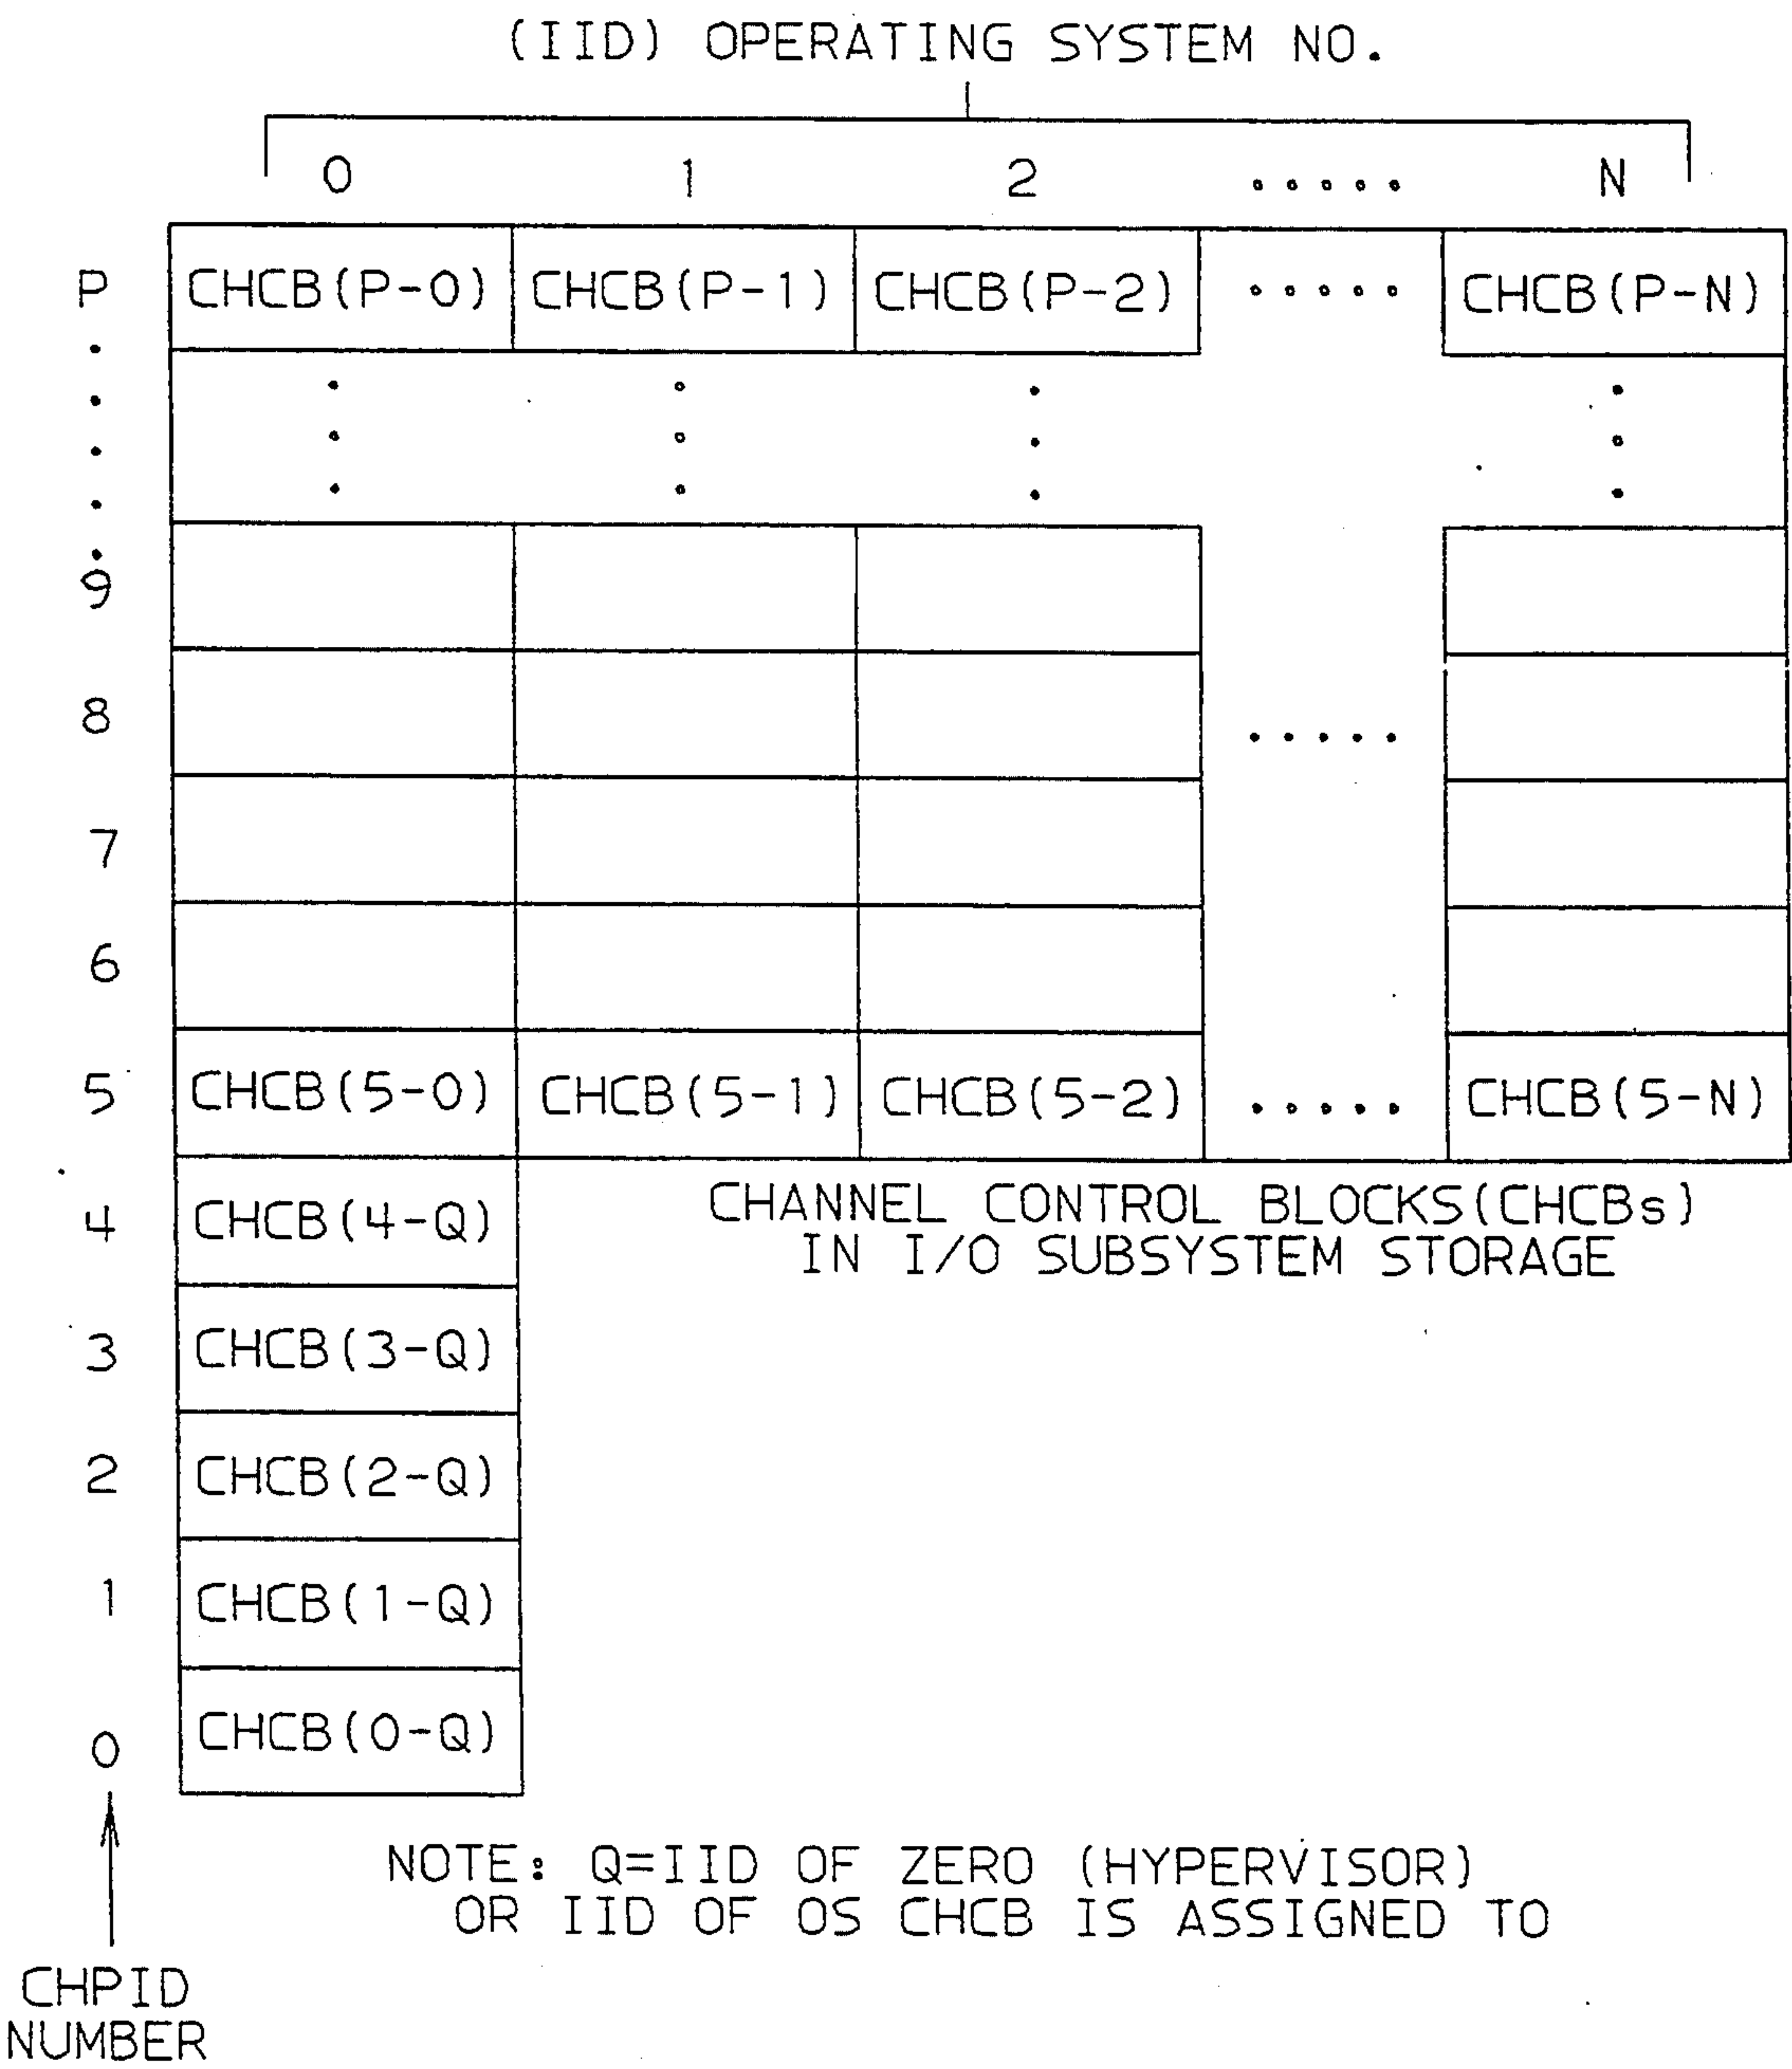 (IID) OPERATING SYSTEM NO.
0 1 2 ..... N
P CHCB(P-0) CHCB(P-1) CHCB(P-2) ..... CHCB(P-N)
9
8 .....
7
6
5 CHCB(5-0) CHCB(5-1) CHCB(5-2) ..... CHCB(5-N)
4 CHCB(4-Q)
CHANNEL CONTROL BLOCKS(CHCBs)
IN I/O SUBSYSTEM STORAGE
3 CHCB(3-Q)
2 CHCB(2-Q)
1 CHCB(1-Q)
0 CHCB(0-Q)
NOTE: Q=IID OF ZERO (HYPERVISOR)
OR IID OF OS CHCB IS ASSIGNED TO
CHPID
NUMBER